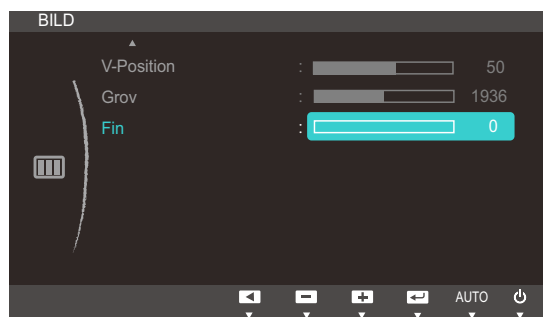 BILD
V-Position : 50
Grov : 1936
Fin : 0
AUTO